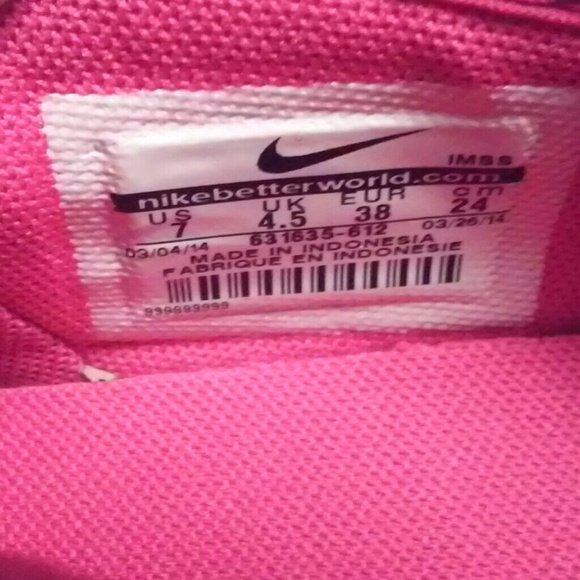 IMSS
nikebetterworld.com
US UK EUR cm
7 4.5 38 24
03/04/14 631635-612 03/26/14
MADE IN INDONESIA
FABRIQUE EN INDONESIE
999999999